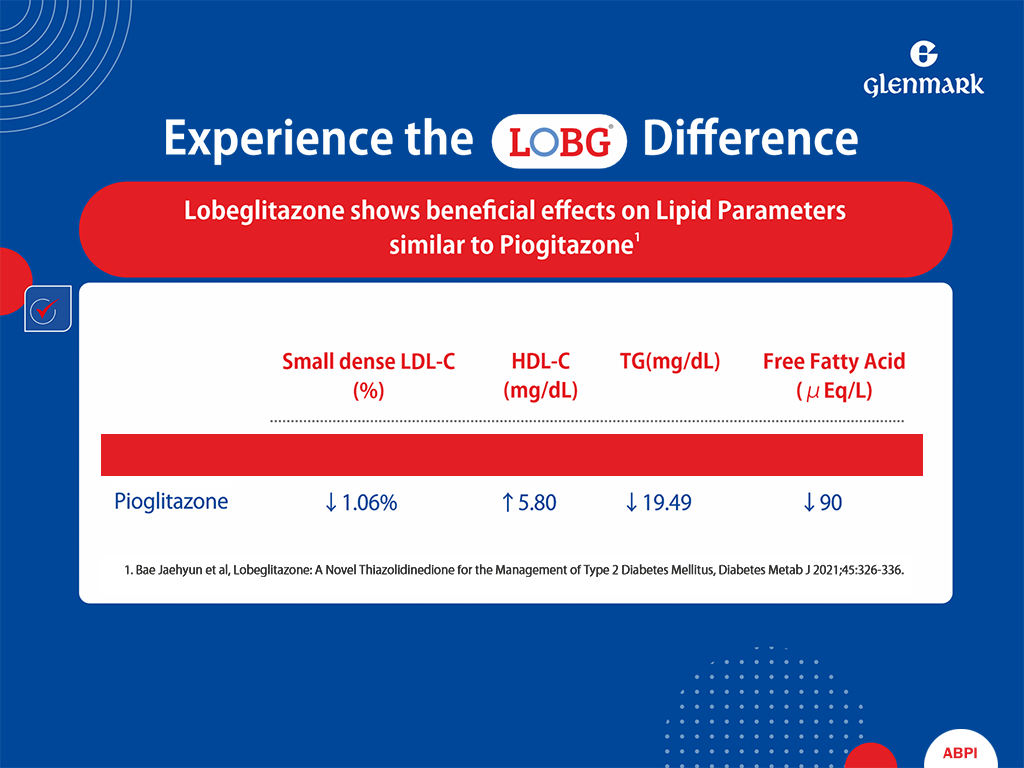 GLENMARK
Experience the LOBG® Difference
Lobeglitazone shows beneficial effects on Lipid Parameters
similar to Piogitazone¹
Small dense LDL-C HDL-C TG(mg/dL) Free Fatty Acid
(%) (mg/dL) (μEq/L)
Pioglitazone ↓1.06% ↑5.80 ↓19.49 ↓90
1. Bae Jaehyun et al, Lobeglitazone: A Novel Thiazolidinedione for the Management of Type 2 Diabetes Mellitus, Diabetes Metab J 2021;45:326-336.
ABPI